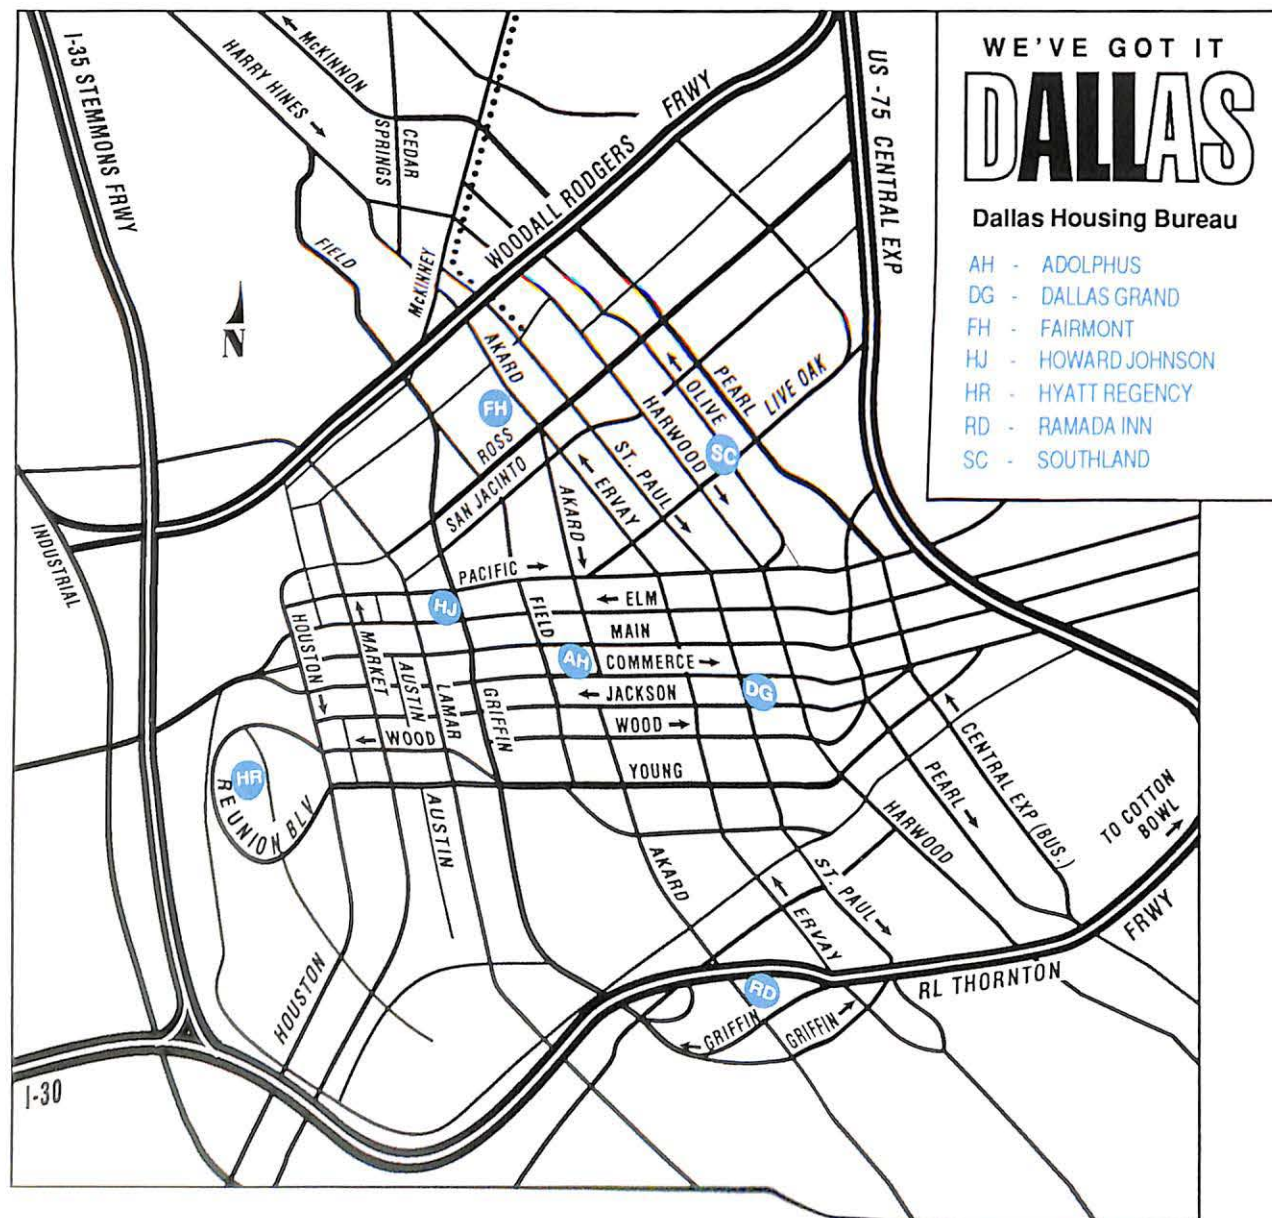 WE'VE GOT IT
DALLAS
Dallas Housing Bureau
AH - ADOLPHUS
DG - DALLAS GRAND
FH - FAIRMONT
HJ - HOWARD JOHNSON
HR - HYATT REGENCY
RD - RAMADA INN
SC - SOUTHLAND
I-35 STEMMONS FRWY
HARRY HINES
McKINNON
CEDAR
SPRINGS
FRWY
WOODALL RODGERS
US-75 CENTRAL EXP
FIELD
McKINNEY
N
AKARD
PEARL
OLIVE
LIVE OAK
HARWOOD
FH
ROSS
SC
ST. PAUL
SAN JACINTO
ERVAY
AKARD
INDUSTRIAL
PACIFIC
ELM
HJ
FIELD
MAIN
HOUSTON
MARKET
AUSTIN
LAMAR
GRIFFIN
AH
COMMERCE
JACKSON
DG
WOOD
WOOD
YOUNG
HR
REUNION BLV
AUSTIN
CENTRAL EXP (BUS.)
PEARL
HARWOOD
TO COTTON
BOWL
AKARD
ST. PAUL
ERVAY
FRWY
RL THORNTON
RD
HOUSTON
GRIFFIN
GRIFFIN
I-30